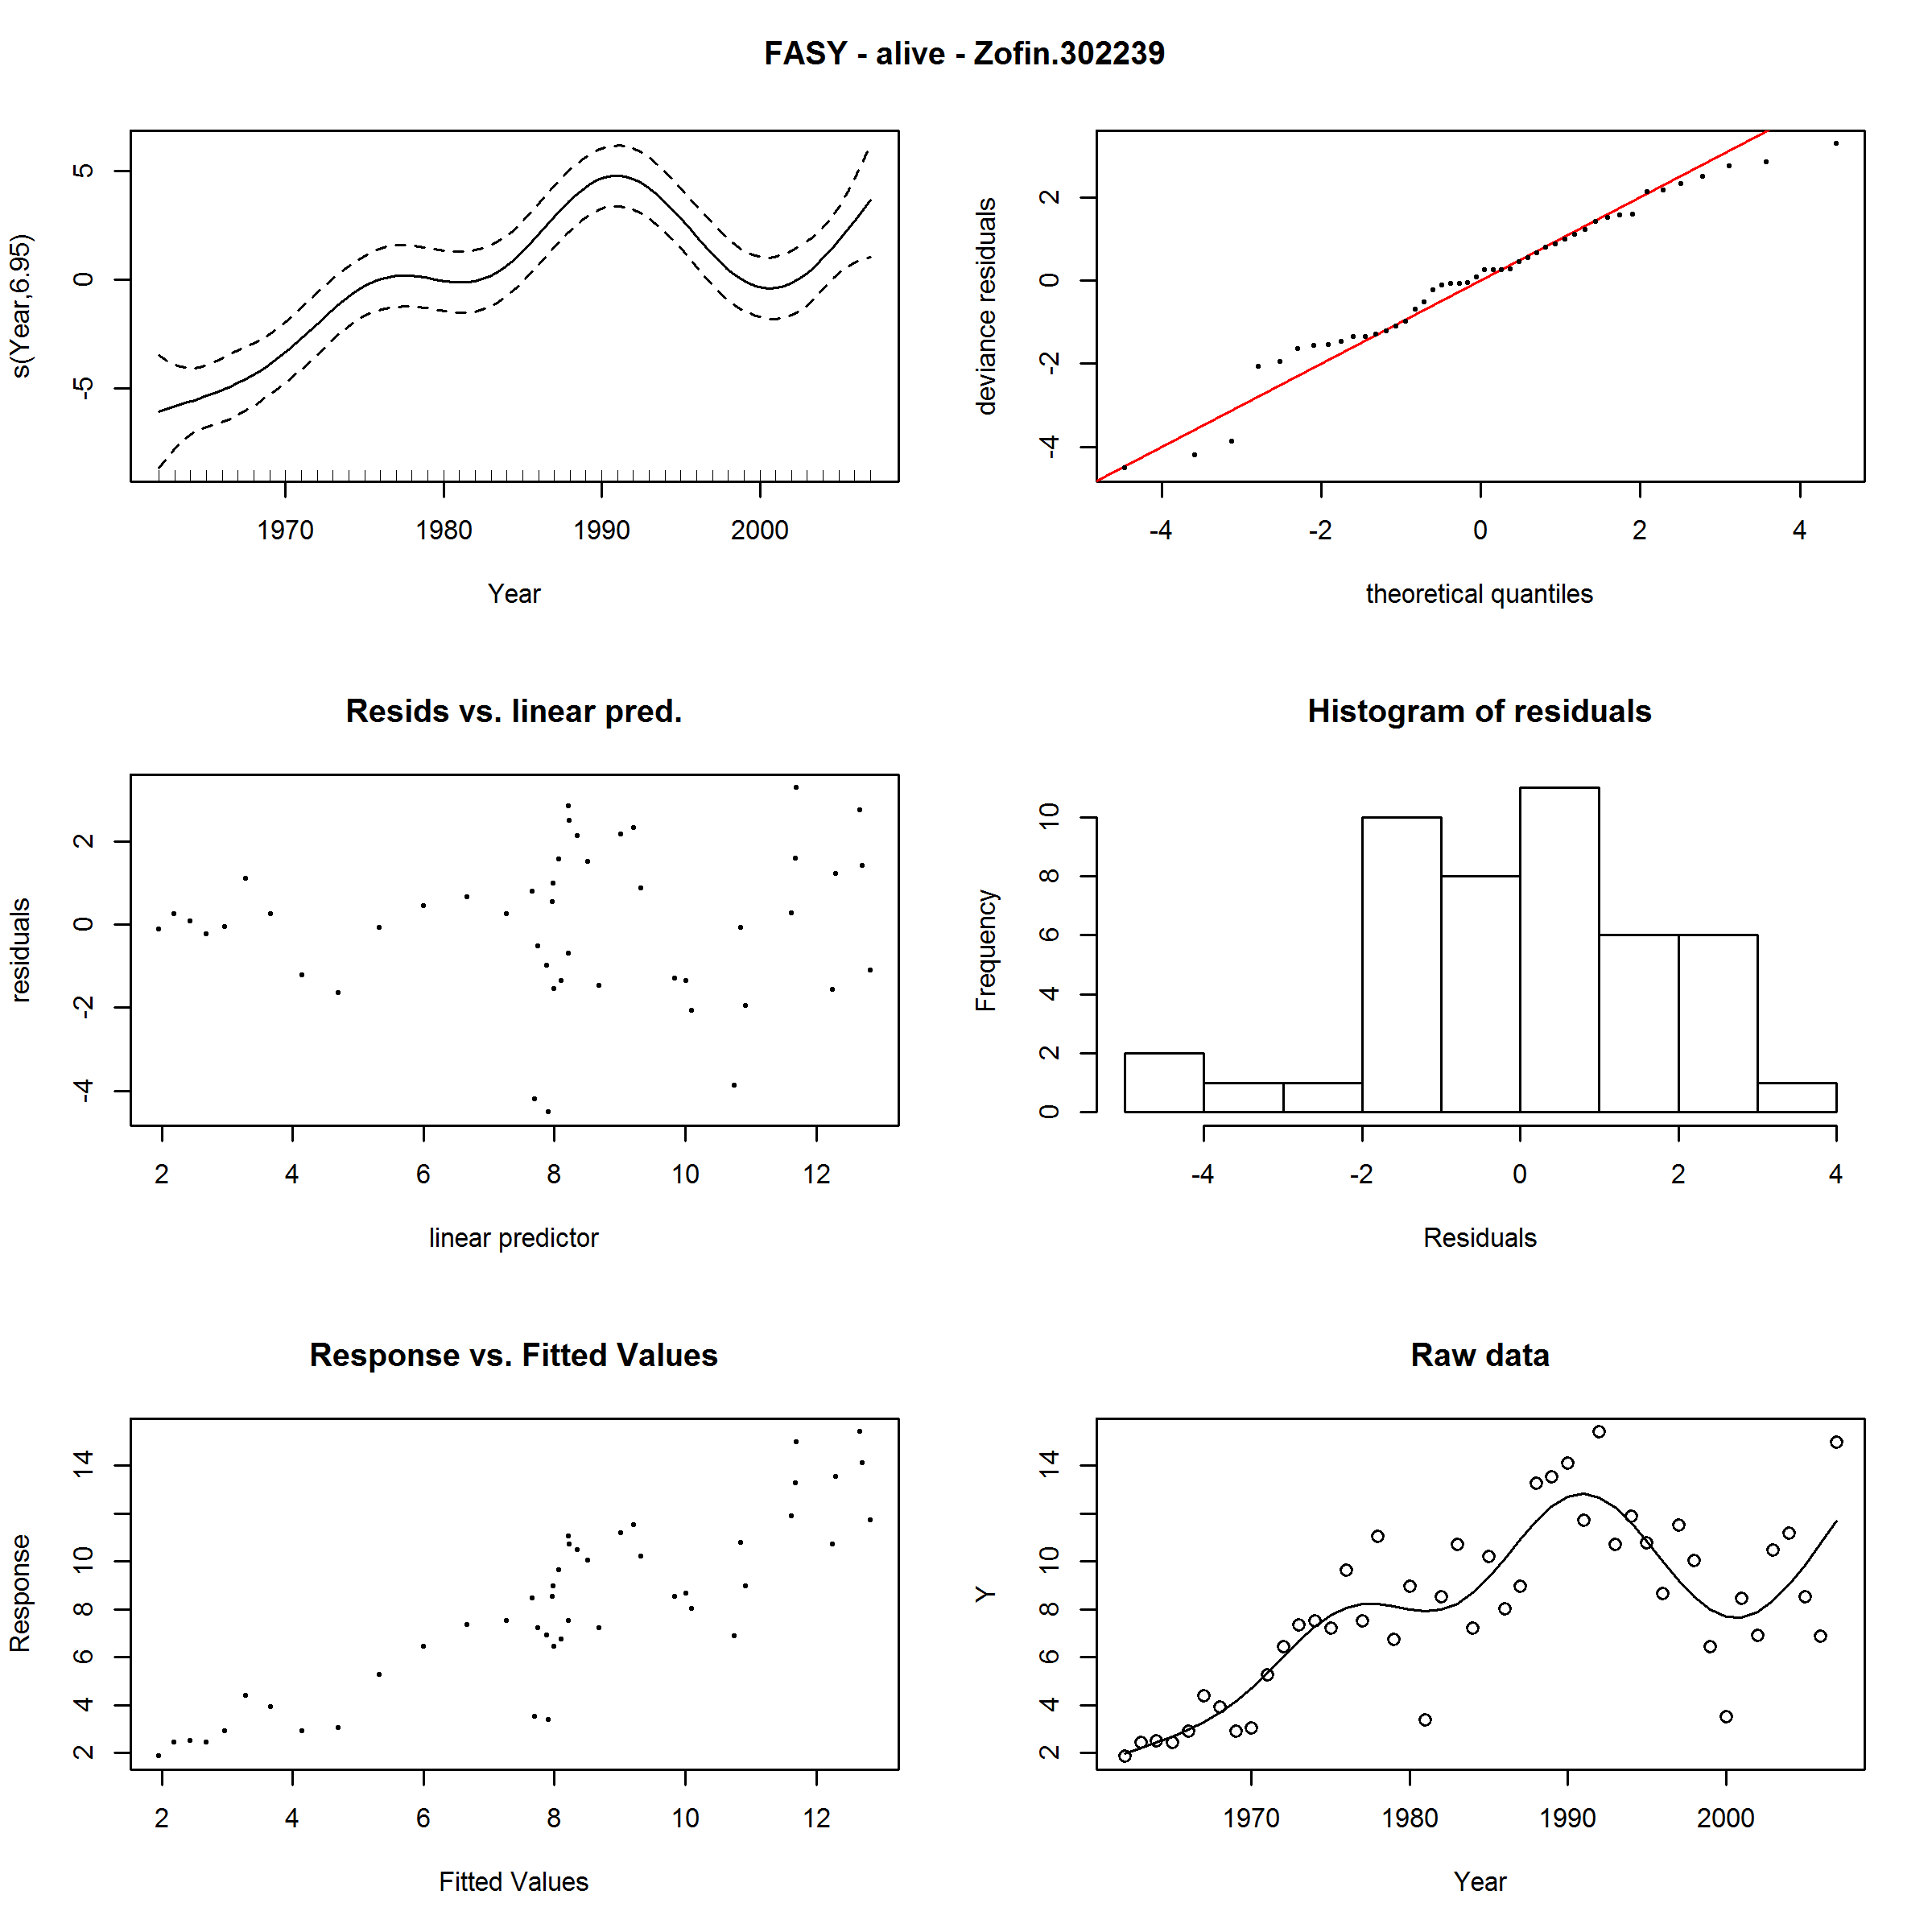 FASY - alive - Zofin.302239
s(Year,6.95)
5
0
-5
1970 1980 1990 2000
Year
deviance residuals
2
0
-2
-4
-4 -2 0 2 4
theoretical quantiles
Resids vs. linear pred.
residuals
2
0
-2
-4
2 4 6 8 10 12
linear predictor
Histogram of residuals
Frequency
10
8
6
4
2
0
-4 -2 0 2 4
Residuals
Response vs. Fitted Values
Response
14
10
8
6
4
2
2 4 6 8 10 12
Fitted Values
Raw data
Y
14
10
8
6
4
2
1970 1980 1990 2000
Year